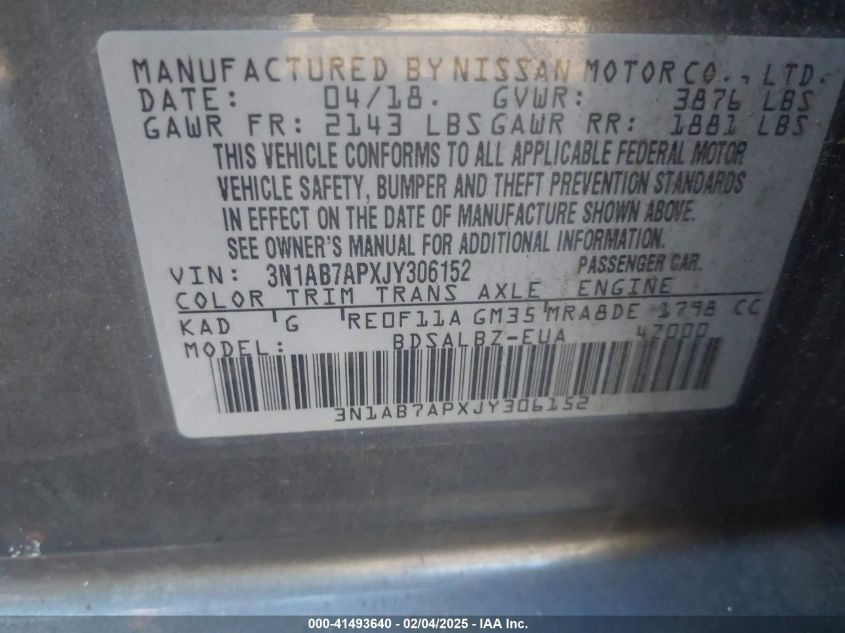 MANUFACTURED BY NISSAN MOTOR CO., LTD.
DATE: 04/18. GVWR: 3876 LBS
GAWR FR: 2143 LBS GAWR RR: 1881 LBS
THIS VEHICLE CONFORMS TO ALL APPLICABLE FEDERAL MOTOR
VEHICLE SAFETY, BUMPER AND THEFT PREVENTION STANDARDS
IN EFFECT ON THE DATE OF MANUFACTURE SHOWN ABOVE.
SEE OWNER'S MANUAL FOR ADDITIONAL INFORMATION.
VIN: 3N1AB7APXJY306152 PASSENGER CAR.
COLOR TRIM TRANS AXLE ENGINE
KAD G RE0F11A GM35 MRA8DE 1798 CC
MODEL: BDSALBZ-EUA 4Z000
3N1AB7APXJY306152
000-41493640 - 02/04/2025 - IAA Inc.